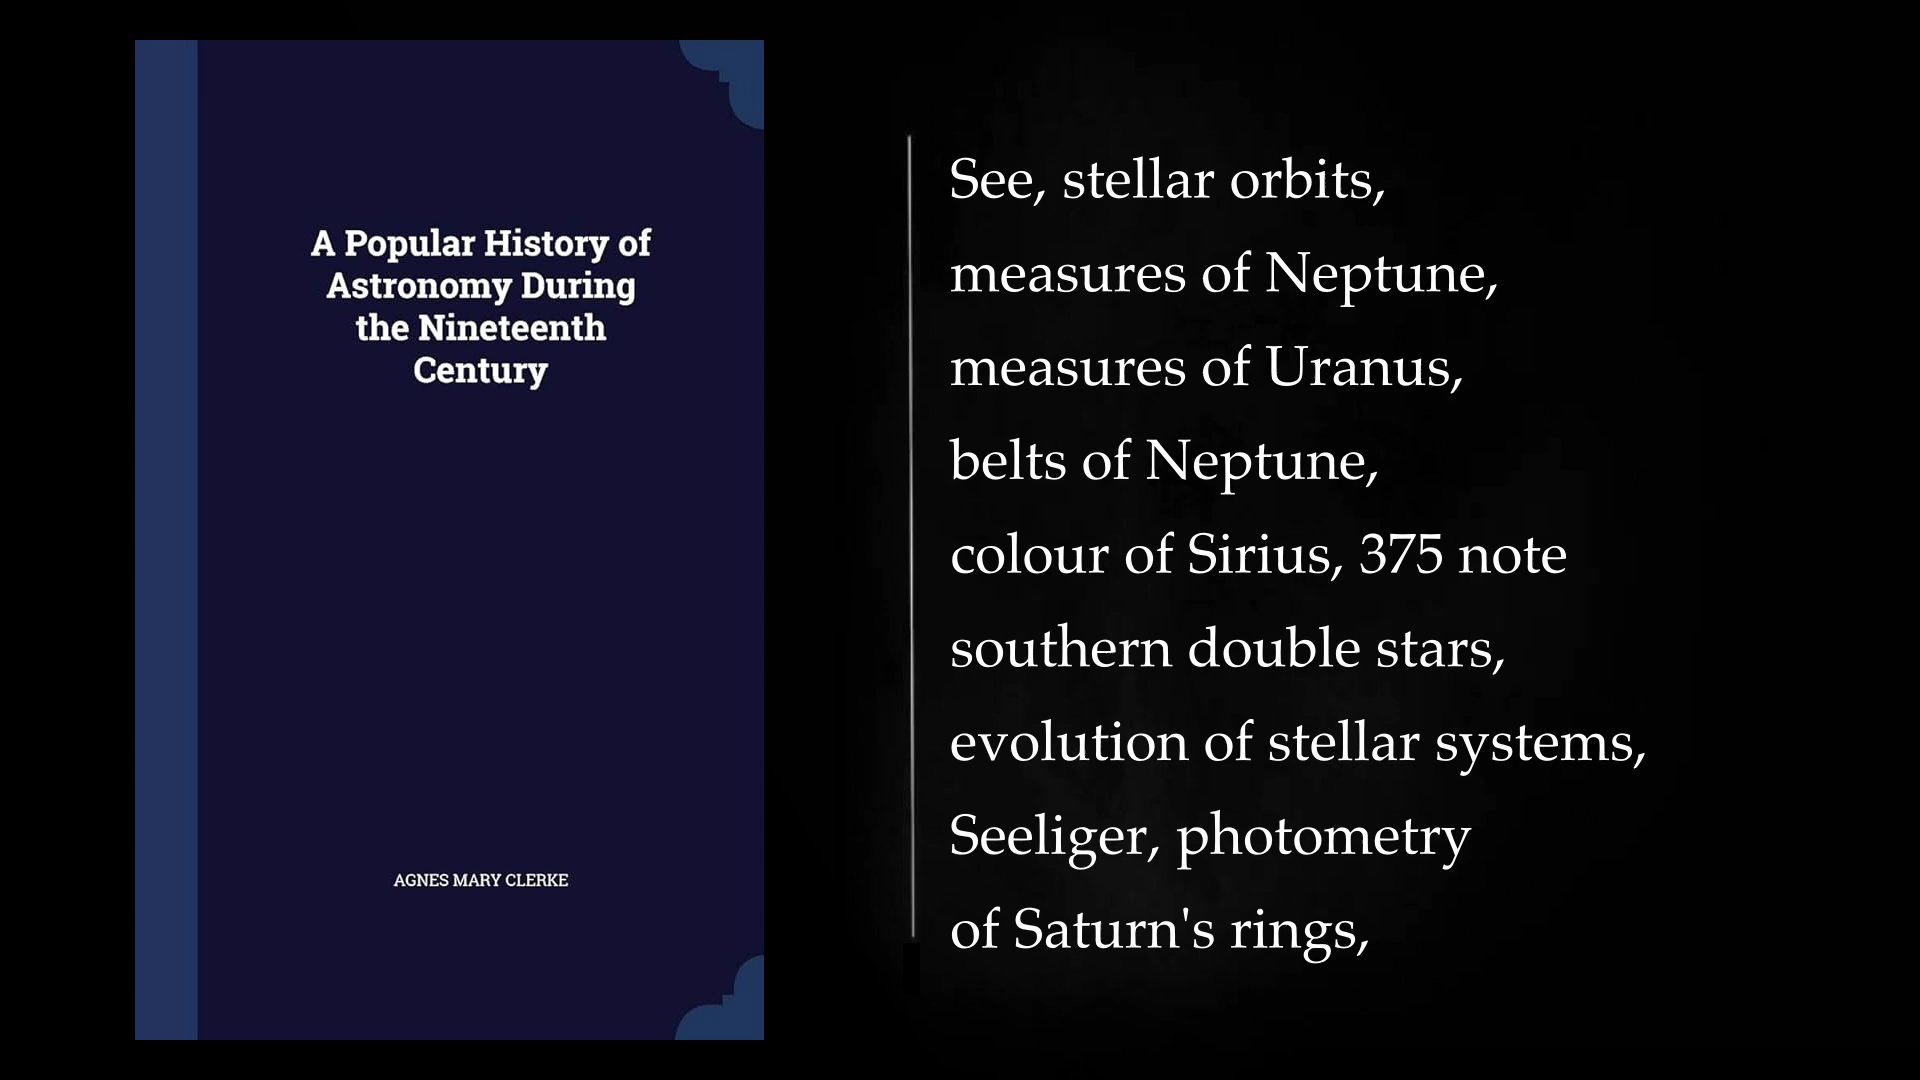 A Popular History of
Astronomy During
the Nineteenth
Century
AGNES MARY CLERKE
See, stellar orbits,
measures of Neptune,
measures of Uranus,
belts of Neptune,
colour of Sirius, 375 note
southern double stars,
evolution of stellar systems,
Seeliger, photometry
of Saturn's rings,